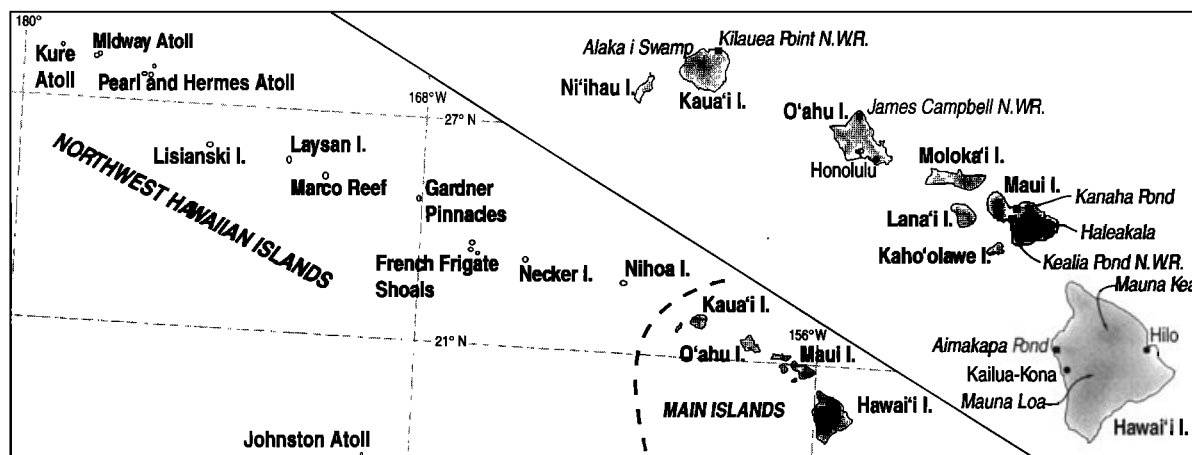 180°
Kure
Atoll
Midway Atoll
Pearl and Hermes Atoll
168°W
27° N
Lisianski I.
Laysan I.
Marco Reef
Gardner
Pinnacles
NORTHWEST HAWAIIAN ISLANDS
French Frigate
Shoals
Necker I.
Nihoa I.
21° N
Kaua'i I.
O'ahu I.
156°W
Maui I.
MAIN ISLANDS
Hawai'i I.
Johnston Atoll
Alaka i Swamp
Kilauea Point N.W.R.
Ni'ihau I.
Kaua'i I.
O'ahu I.
James Campbell N.WR.
Honolulu
Moloka'i I.
Maui I.
Kanaha Pond
Lana'i I.
Haleakala
Kaho'olawe I.
Kealia Pond N.W.R.
Mauna Kea
Aimakapa Pond
Hilo
Kailua-Kona
Mauna Loa
Hawai'i I.